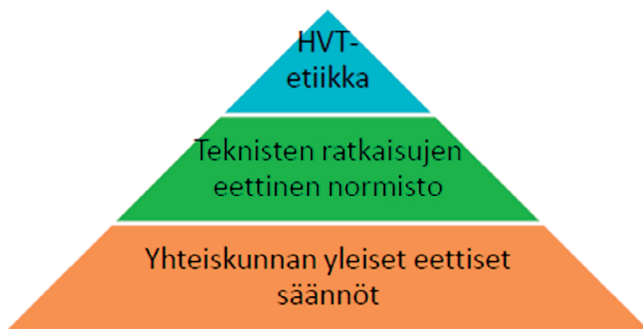 HVT-
etiikka
Teknisten ratkaisujen
eettinen normisto
Yhteiskunnan yleiset eettiset
säännöt